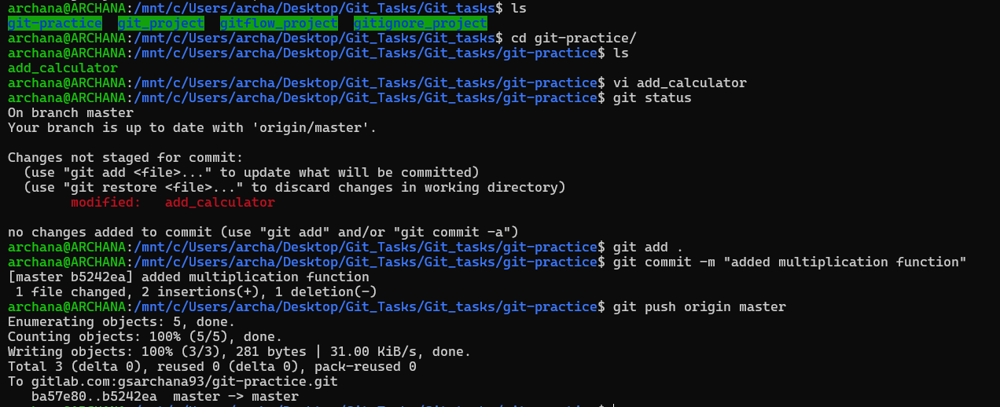 archana@ARCHANA:/mnt/c/Users/archa/Desktop/Git_Tasks/Git_tasks$ ls
git-practice  git_project  gitflow_project  gitignore_project
archana@ARCHANA:/mnt/c/Users/archa/Desktop/Git_Tasks/Git_tasks$ cd git-practice/
archana@ARCHANA:/mnt/c/Users/archa/Desktop/Git_Tasks/Git_tasks/git-practice$ ls
add_calculator
archana@ARCHANA:/mnt/c/Users/archa/Desktop/Git_Tasks/Git_tasks/git-practice$ vi add_calculator
archana@ARCHANA:/mnt/c/Users/archa/Desktop/Git_Tasks/Git_tasks/git-practice$ git status
On branch master
Your branch is up to date with 'origin/master'.
Changes not staged for commit:
  (use "git add <file>..." to update what will be committed)
  (use "git restore <file>..." to discard changes in working directory)
        modified:   add_calculator
no changes added to commit (use "git add" and/or "git commit -a")
archana@ARCHANA:/mnt/c/Users/archa/Desktop/Git_Tasks/Git_tasks/git-practice$ git add .
archana@ARCHANA:/mnt/c/Users/archa/Desktop/Git_Tasks/Git_tasks/git-practice$ git commit -m "added multiplication function"
[master b5242ea] added multiplication function
 1 file changed, 2 insertions(+), 1 deletion(-)
archana@ARCHANA:/mnt/c/Users/archa/Desktop/Git_Tasks/Git_tasks/git-practice$ git push origin master
Enumerating objects: 5, done.
Counting objects: 100% (5/5), done.
Writing objects: 100% (3/3), 281 bytes | 31.00 KiB/s, done.
Total 3 (delta 0), reused 0 (delta 0), pack-reused 0
To gitlab.com:gsarchana93/git-practice.git
   ba57e80..b5242ea  master -> master